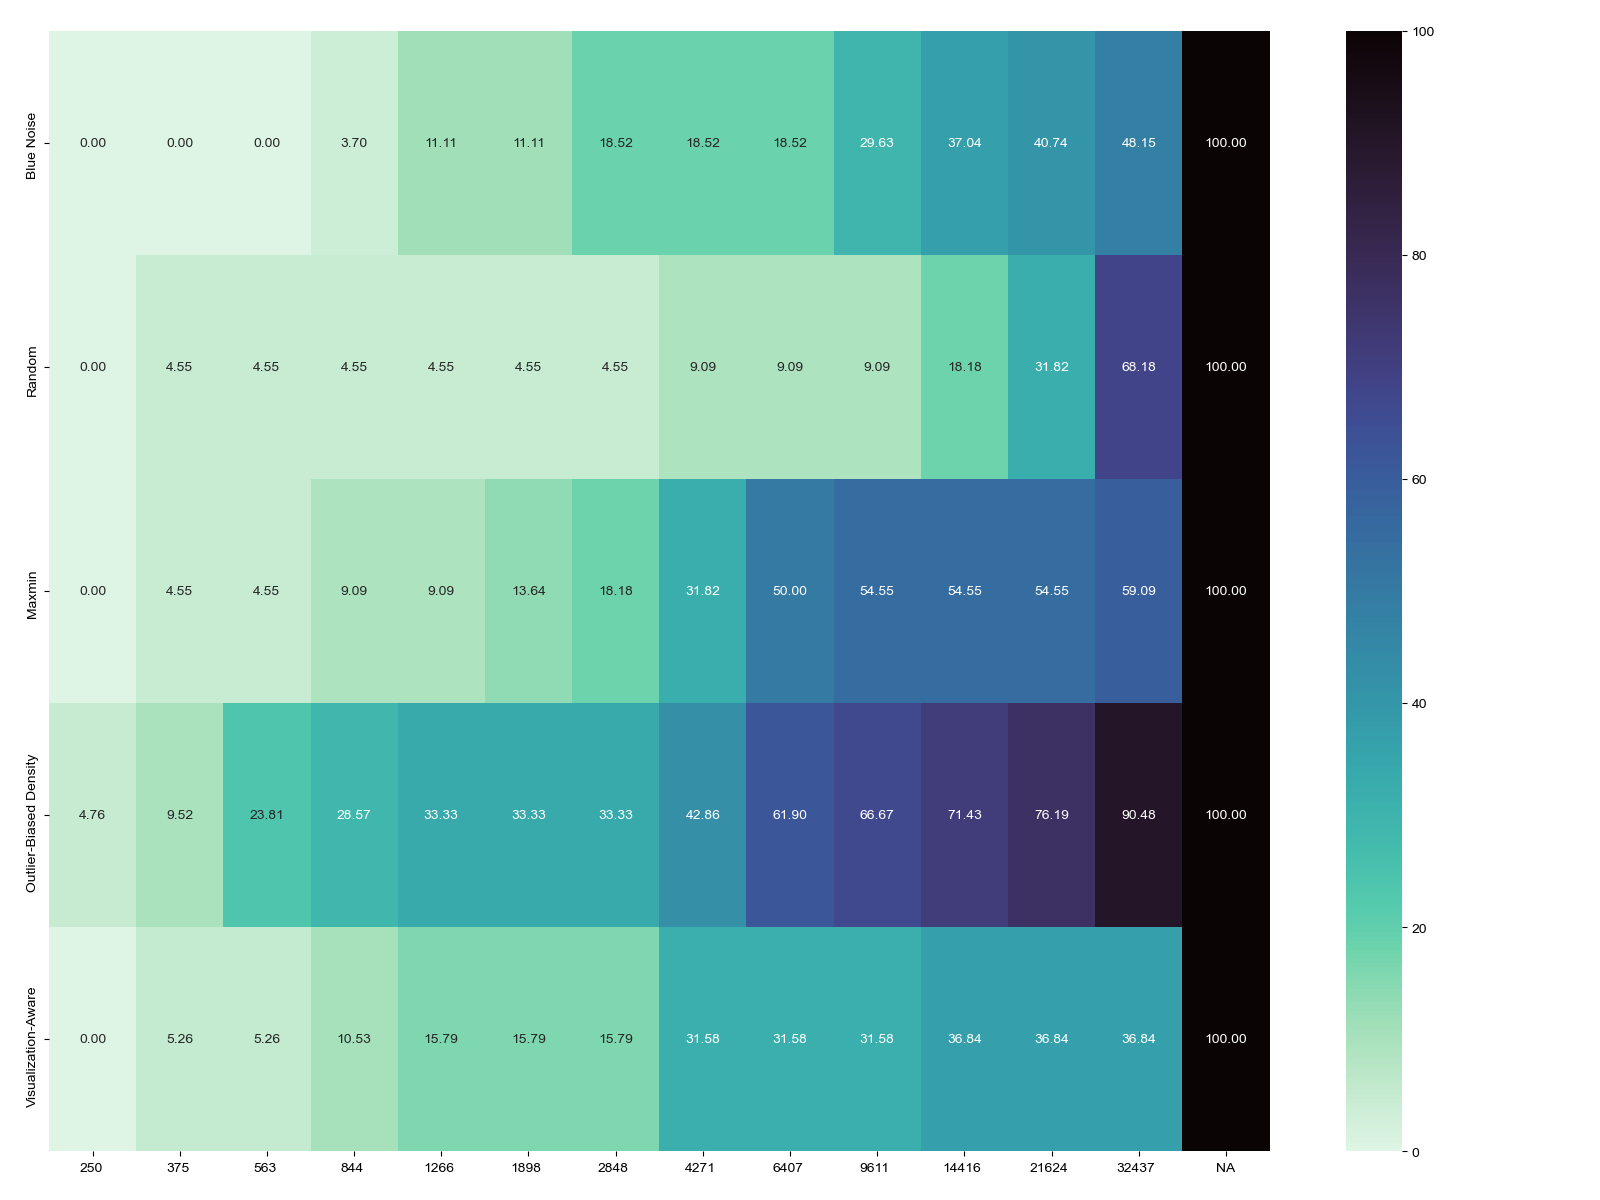 Blue Noise 0.00 0.00 0.00 3.70 11.11 11.11 18.52 18.52 18.52 29.63 37.04 40.74 48.15 100.00
Random 0.00 4.55 4.55 4.55 4.55 4.55 4.55 9.09 9.09 9.09 18.18 31.82 68.18 100.00
Maxmin 0.00 4.55 4.55 9.09 9.09 13.64 18.18 31.82 50.00 54.55 54.55 54.55 59.09 100.00
Outlier-Biased Density 4.76 9.52 23.81 28.57 33.33 33.33 33.33 42.86 61.90 66.67 71.43 76.19 90.48 100.00
Visualization-Aware 0.00 5.26 5.26 10.53 15.79 15.79 15.79 31.58 31.58 31.58 36.84 36.84 36.84 100.00
250 375 563 844 1266 1898 2848 4271 6407 9611 14416 21624 32437 NA
100
80
60
40
20
0